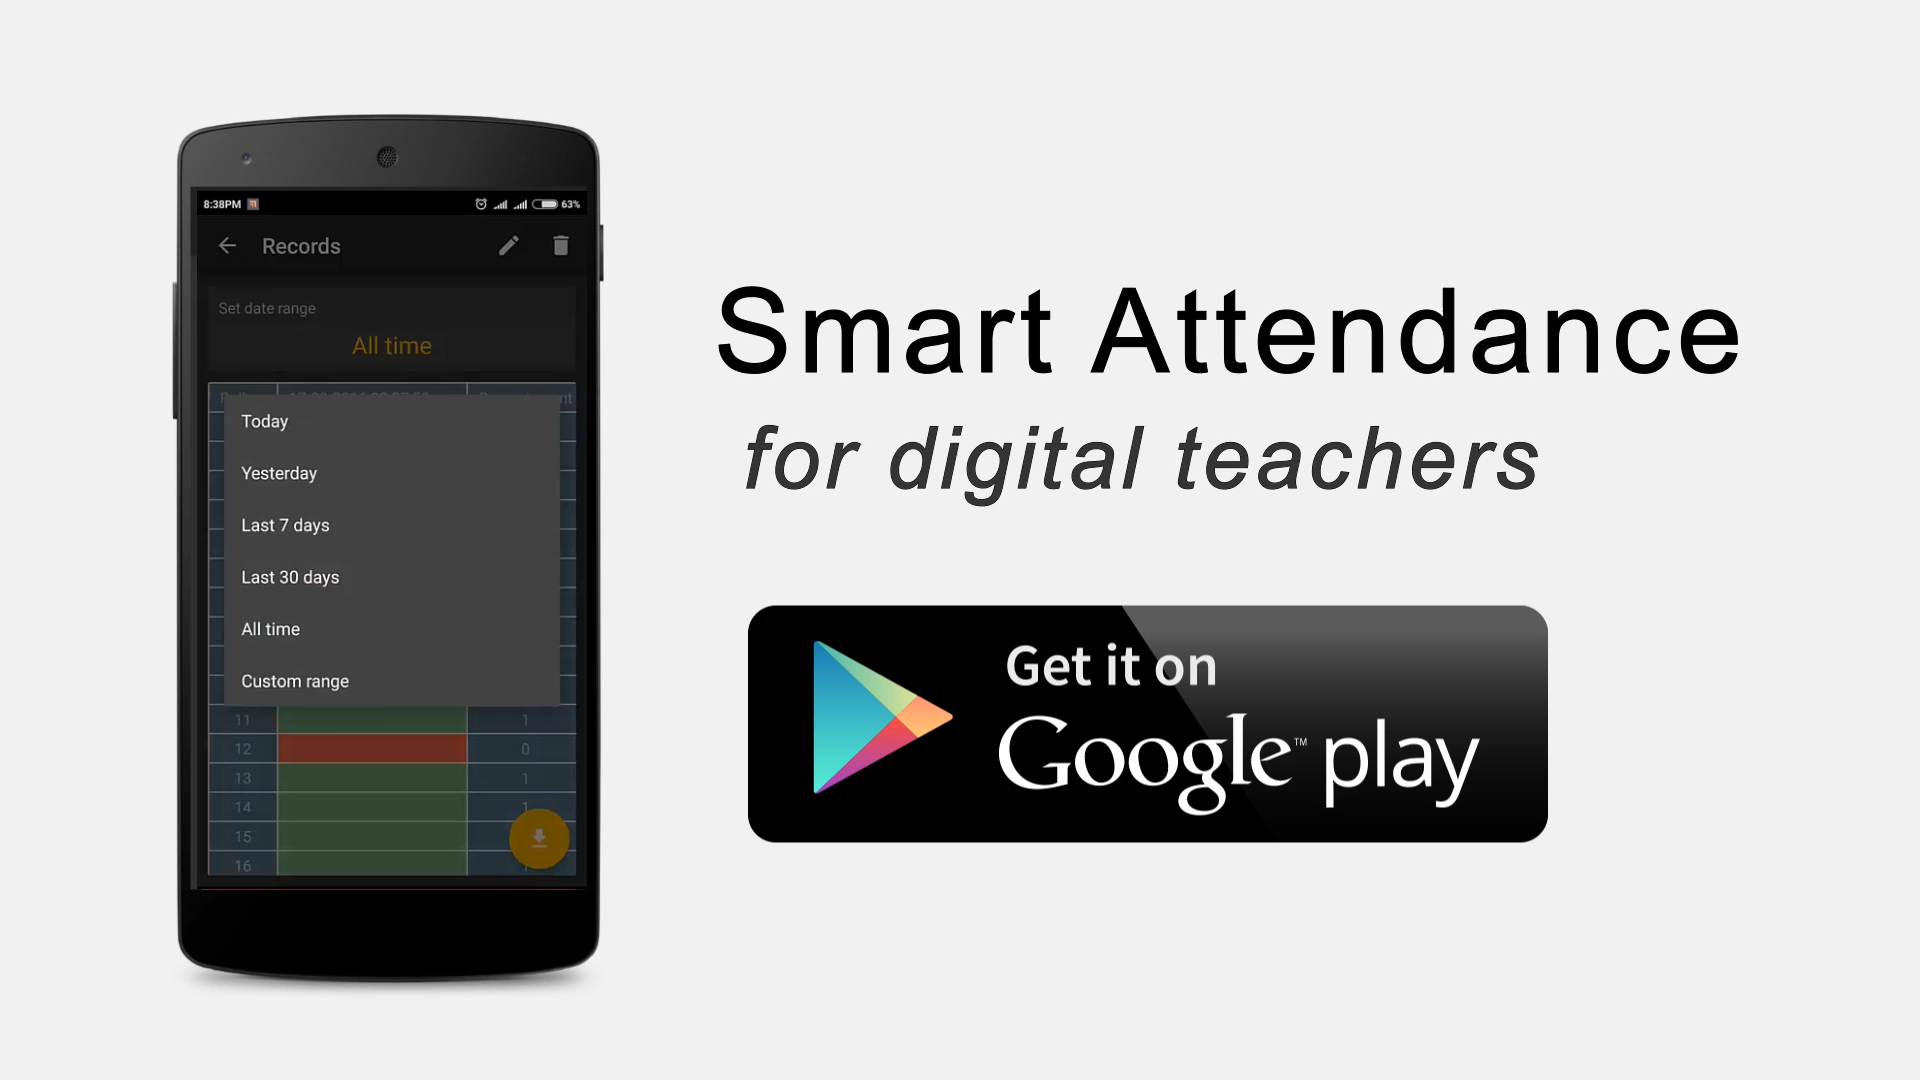 8:38PM 63%
Records
Set date range
All time
Today
Yesterday
Last 7 days
Last 30 days
All time
Custom range
11 1
12 0
13 1
14 1
15
16
Smart Attendance
for digital teachers
Get it on
Google™ play